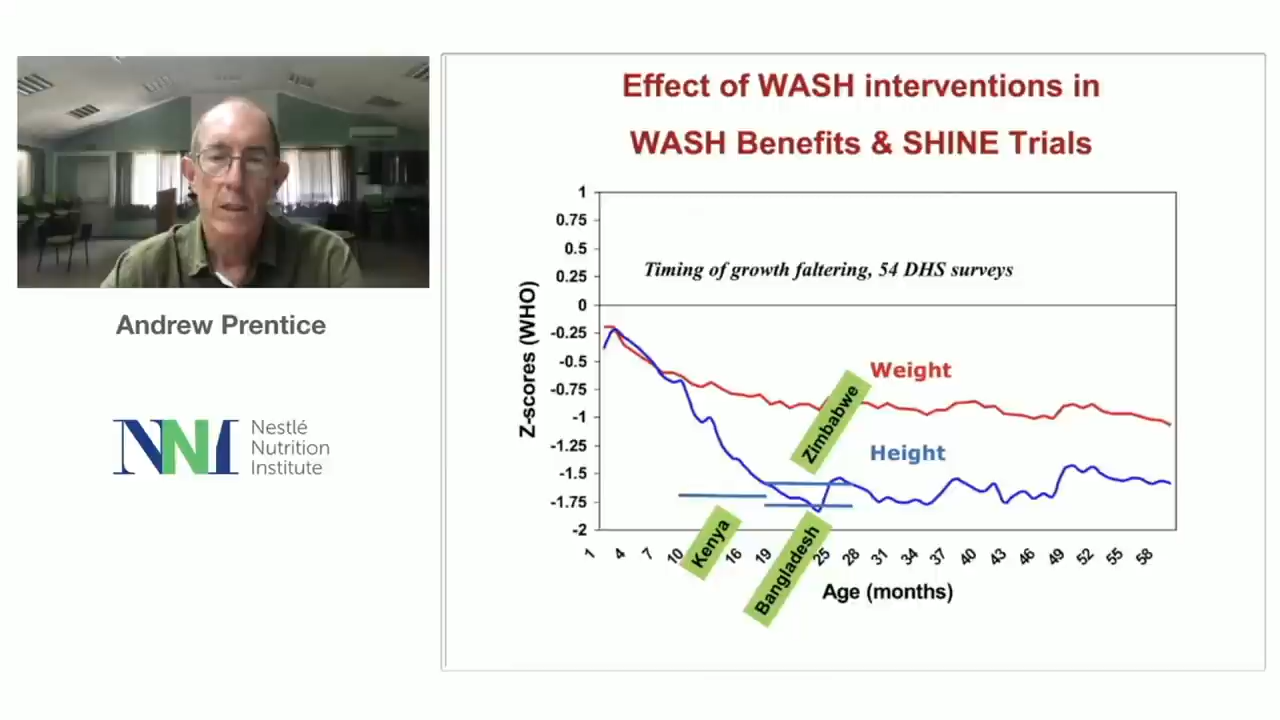 Effect of WASH interventions in
WASH Benefits & SHINE Trials
Andrew Prentice
NNI
Nestlé
Nutrition
Institute
Z-scores (WHO)
1
0.75
0.5
0.25
0
-0.25
-0.5
-0.75
-1
-1.25
-1.5
-1.75
-2
Timing of growth faltering, 54 DHS surveys
Weight
Height
Zimbabwe
Kenya
Bangladesh
1
4
7
10
16
19
25
28
31
34
37
40
43
46
49
52
55
58
Age (months)